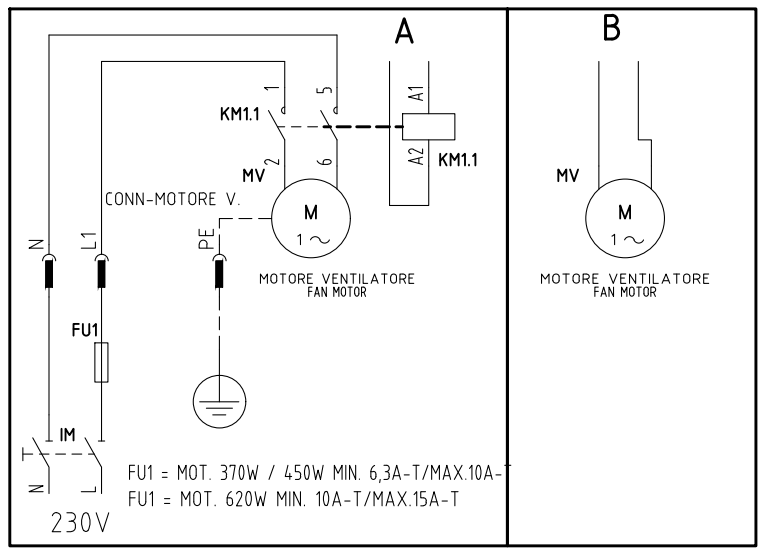 A
B
1
5
KM1.1
A1
A2
KM1.1
2
6
MV
MV
CONN-MOTORE V.
M
1
M
1
N
L1
PE
MOTORE VENTILATORE
FAN MOTOR
MOTORE VENTILATORE
FAN MOTOR
FU1
IM
FU1 = MOT. 370W / 450W MIN. 6,3A-T/MAX.10A-T
N
L
FU1 = MOT. 620W MIN. 10A-T/MAX.15A-T
230V